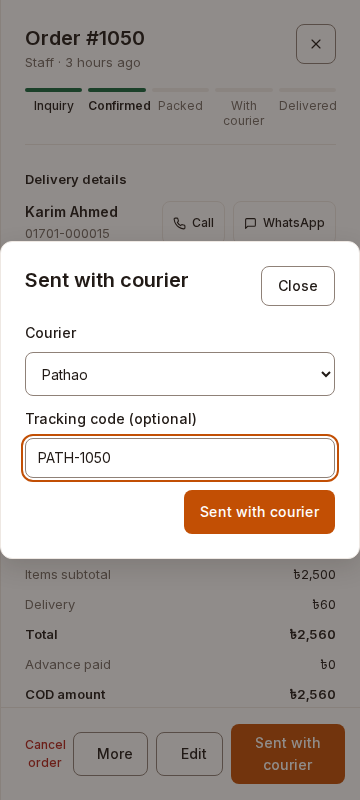 Order #1050
Staff · 3 hours ago
Inquiry Confirmed Packed With courier Delivered
Delivery details
Karim Ahmed
01701-000015
Call WhatsApp
Sent with courier
Close
Courier
Pathao
Tracking code (optional)
PATH-1050
Sent with courier
Items subtotal ৳2,500
Delivery ৳60
Total ৳2,560
Advance paid ৳0
COD amount ৳2,560
Cancel order
More
Edit
Sent with courier